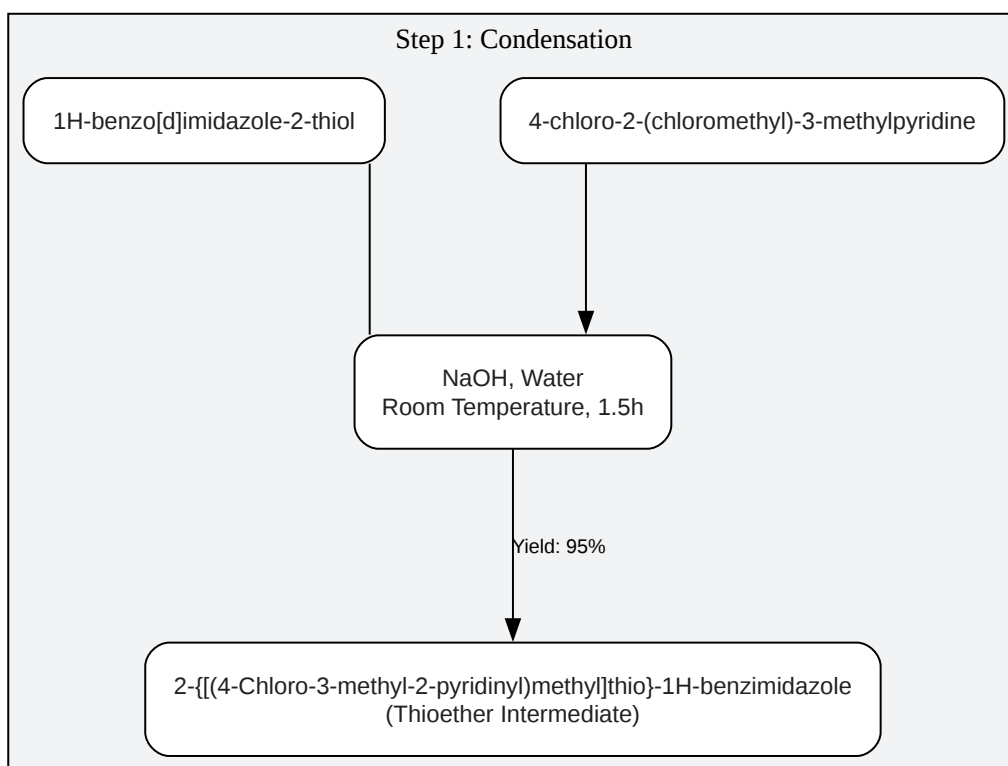 Step 1: Condensation
1H-benzo[d]imidazole-2-thiol
4-chloro-2-(chloromethyl)-3-methylpyridine
NaOH, Water
Room Temperature, 1.5h
Yield: 95%
2-{[(4-Chloro-3-methyl-2-pyridinyl)methyl]thio}-1H-benzimidazole
(Thioether Intermediate)